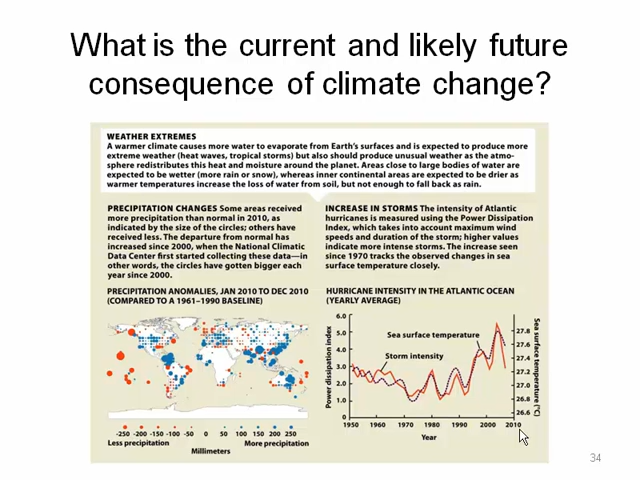 What is the current and likely future
consequence of climate change?
WEATHER EXTREMES
A warmer climate causes more water to evaporate from Earth's surfaces and is expected to produce more
extreme weather (heat waves, tropical storms) but also should produce unusual weather as the atmo-
sphere redistributes this heat and moisture around the planet. Areas close to large bodies of water are
expected to be wetter (more rain or snow), whereas inner continental areas are expected to be drier as
warmer temperatures increase the loss of water from soil, but not enough to fall back as rain.
PRECIPITATION CHANGES Some areas received
more precipitation than normal in 2010, as
indicated by the size of the circles; others have
received less. The departure from normal has
increased since 2000, when the National Climatic
Data Center first started collecting these data—in
other words, the circles have gotten bigger each
year since 2000.
INCREASE IN STORMS The intensity of Atlantic
hurricanes is measured using the Power Dissipation
Index, which takes into account maximum wind
speed and duration of the storm; higher values
indicate more intense storms. The increase seen
since 1970 tracks the observed changes in sea
surface temperature closely.
PRECIPITATION ANOMALIES, JAN 2010 TO DEC 2010
(COMPARED TO A 1961–1990 BASELINE)
-250 -200 -150 -100 -50 0 50 100 150 200 250
Less precipitation More precipitation
Millimeters
HURRICANE INTENSITY IN THE ATLANTIC OCEAN
(YEARLY AVERAGE)
Power dissipation index
6.0
5.0
4.0
3.0
2.0
1.0
0
Sea surface temperature
Storm intensity
27.8
27.6
27.4
27.2
27.0
26.8
26.6
Sea surface temperature (°C)
1950 1960 1970 1980 1990 2000 2010
Year
34